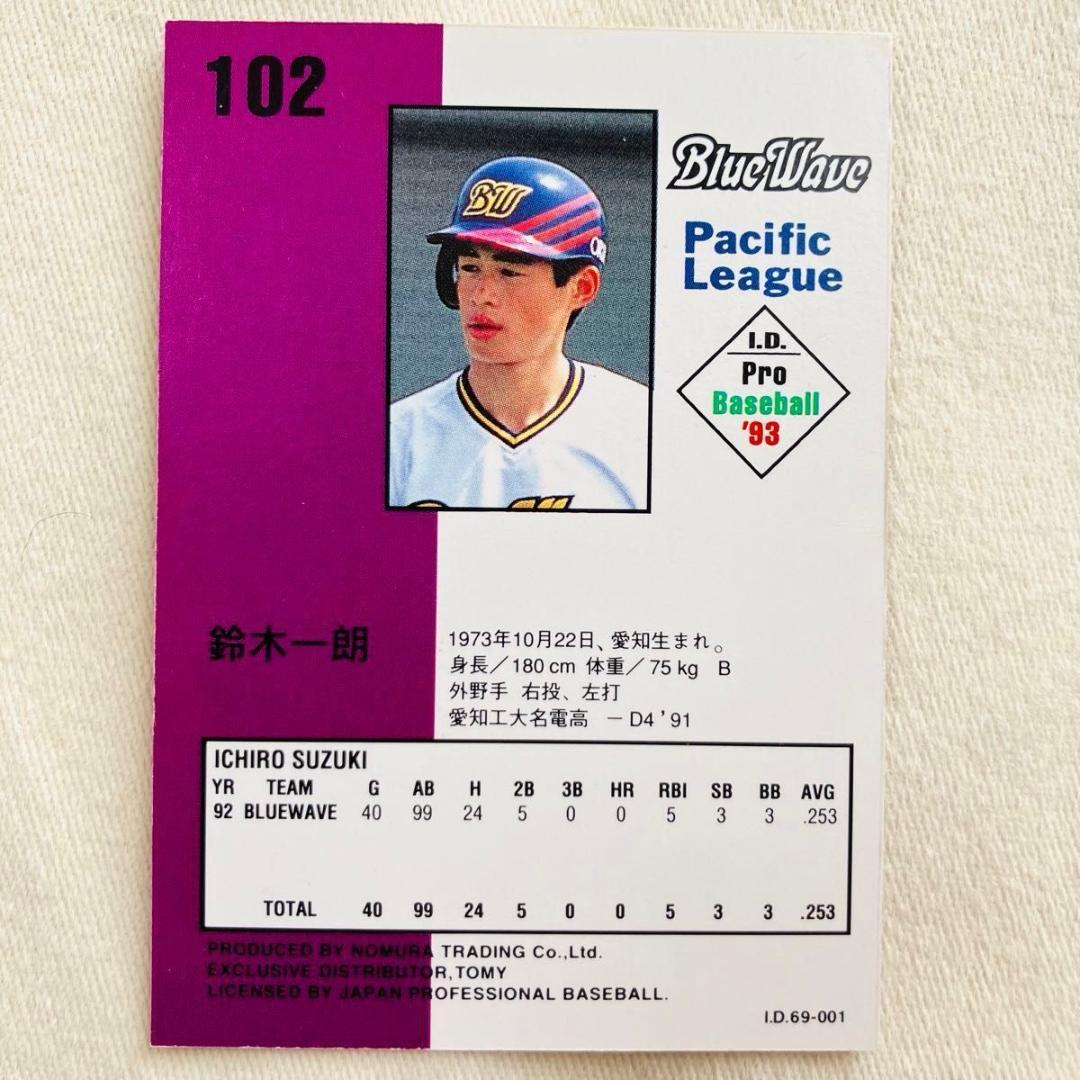 102
BW
BlueWave
Pacific
League
I.D.
Pro
Baseball
'93
鈴木一朗
1973年10月22日、愛知生まれ。
身長／180 cm 体重／75 kg B
外野手 右投、左打
愛知工大名電高 － D4 '91
ICHIRO SUZUKI
YR TEAM G AB H 2B 3B HR RBI SB BB AVG
92 BLUEWAVE 40 99 24 5 0 0 5 3 3 .253
TOTAL 40 99 24 5 0 0 5 3 3 .253
PRODUCED BY NOMURA TRADING Co.,Ltd.
EXCLUSIVE DISTRIBUTOR,TOMY
LICENSED BY JAPAN PROFESSIONAL BASEBALL.
I.D.69-001